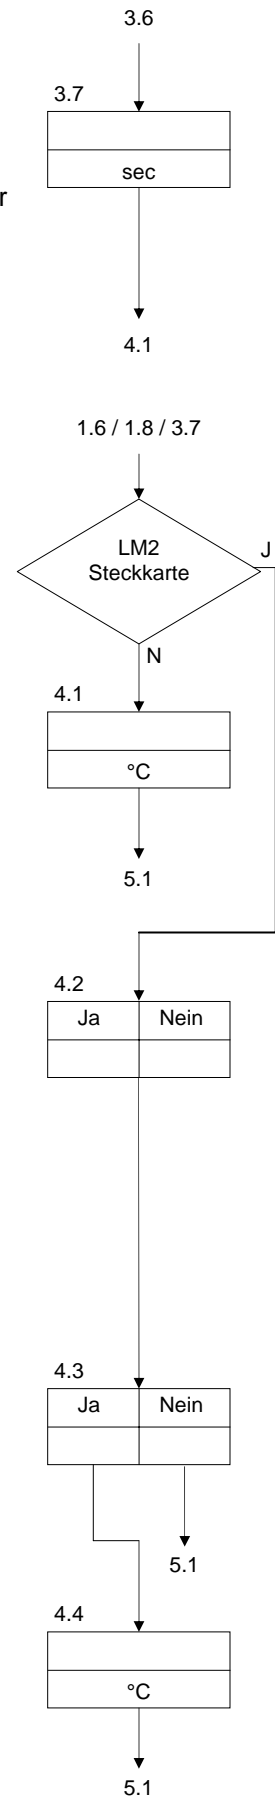 3.6
3.7
sec
r
4.1
1.6 / 1.8 / 3.7
LM2
Steckkarte
J
N
4.1
°C
5.1
4.2
Ja Nein
4.3
Ja Nein
5.1
4.4
°C
5.1